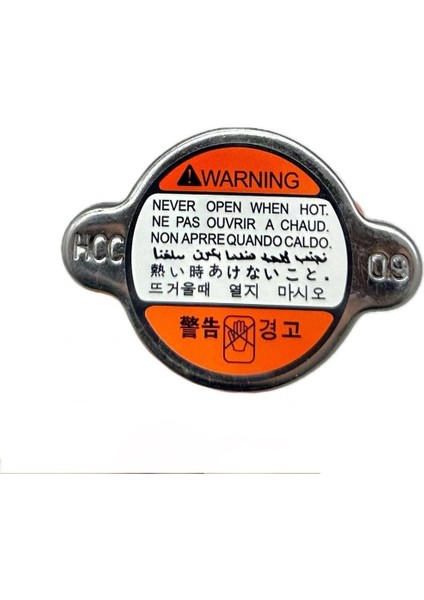 WARNING
NEVER OPEN WHEN HOT.
NE PAS OUVRIR A CHAUD.
NON APRRE QUANDO CALDO.
熱い時あけないこと.
뜨거울때 열지 마시오
HCC
09
警告 경고